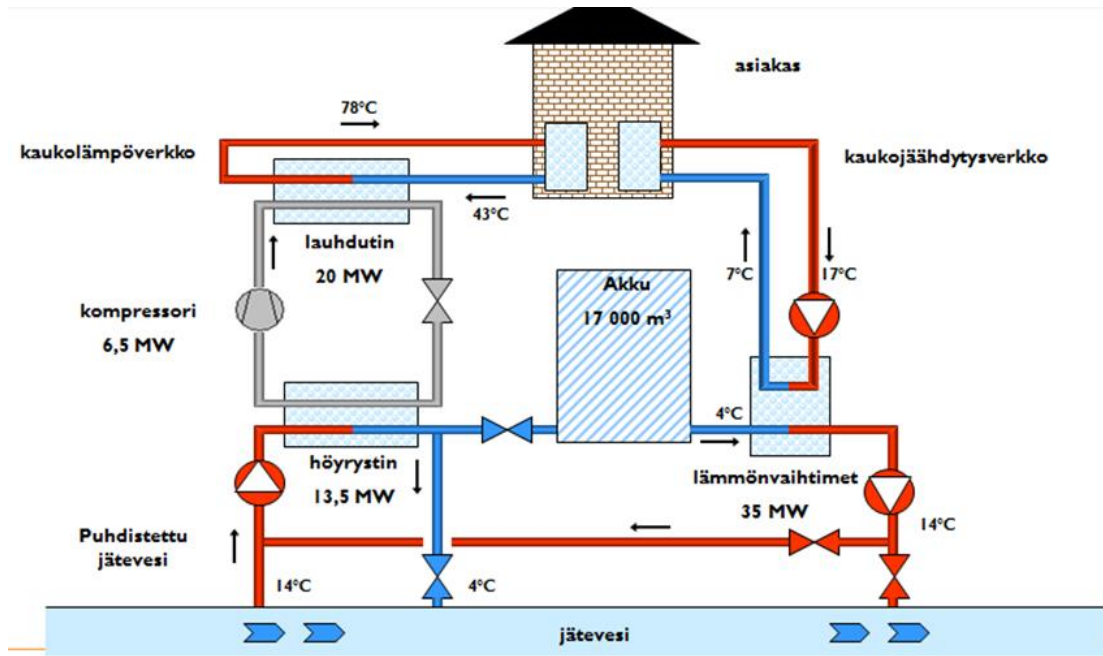 asiakas
78°C
kaukolämpöverkko
kaukojäähdytysverkko
43°C
lauhdutin
20 MW
7°C
17°C
Akku
17 000 m³
kompressori
6,5 MW
4°C
höyrystin
13,5 MW
lämmönvaihtimet
35 MW
14°C
Puhdistettu
jätevesi
14°C
4°C
jätevesi